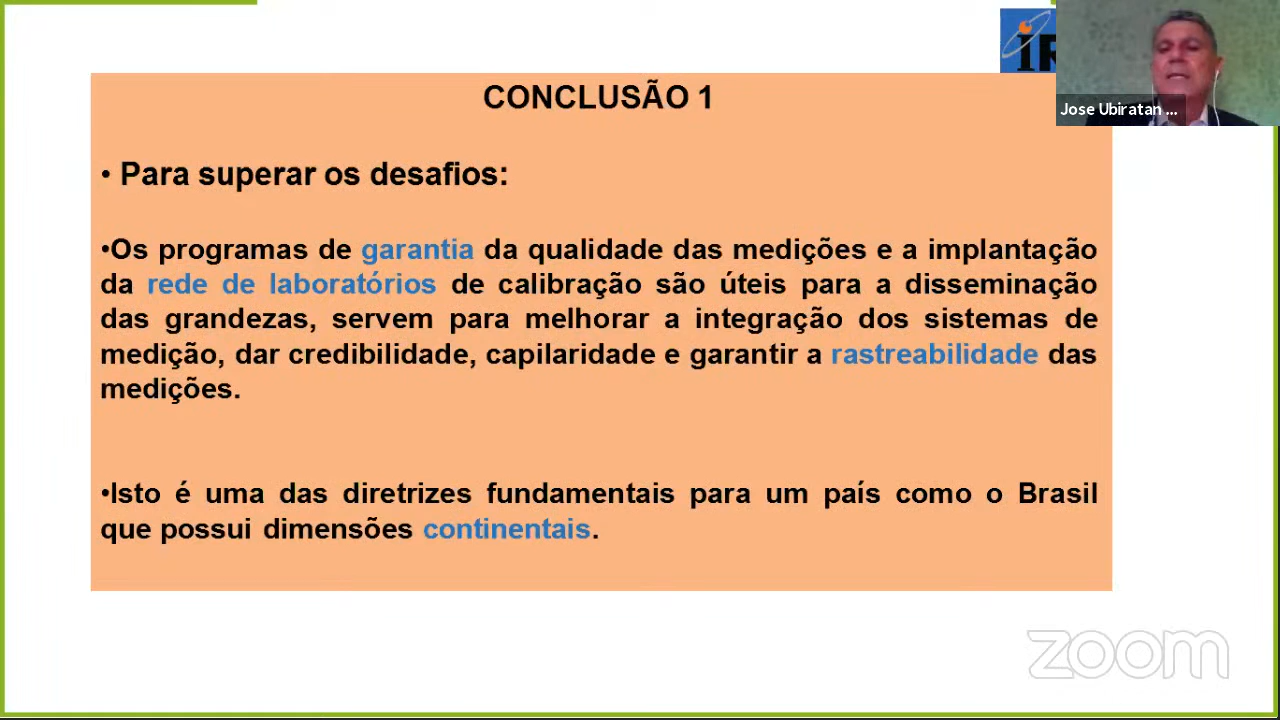 CONCLUSÃO 1
• Para superar os desafios:
•Os programas de garantia da qualidade das medições e a implantação
da rede de laboratórios de calibração são úteis para a disseminação
das grandezas, servem para melhorar a integração dos sistemas de
medição, dar credibilidade, capilaridade e garantir a rastreabilidade das
medições.
•Isto é uma das diretrizes fundamentais para um país como o Brasil
que possui dimensões continentais.
IR
Jose Ubiratan ...
zoom